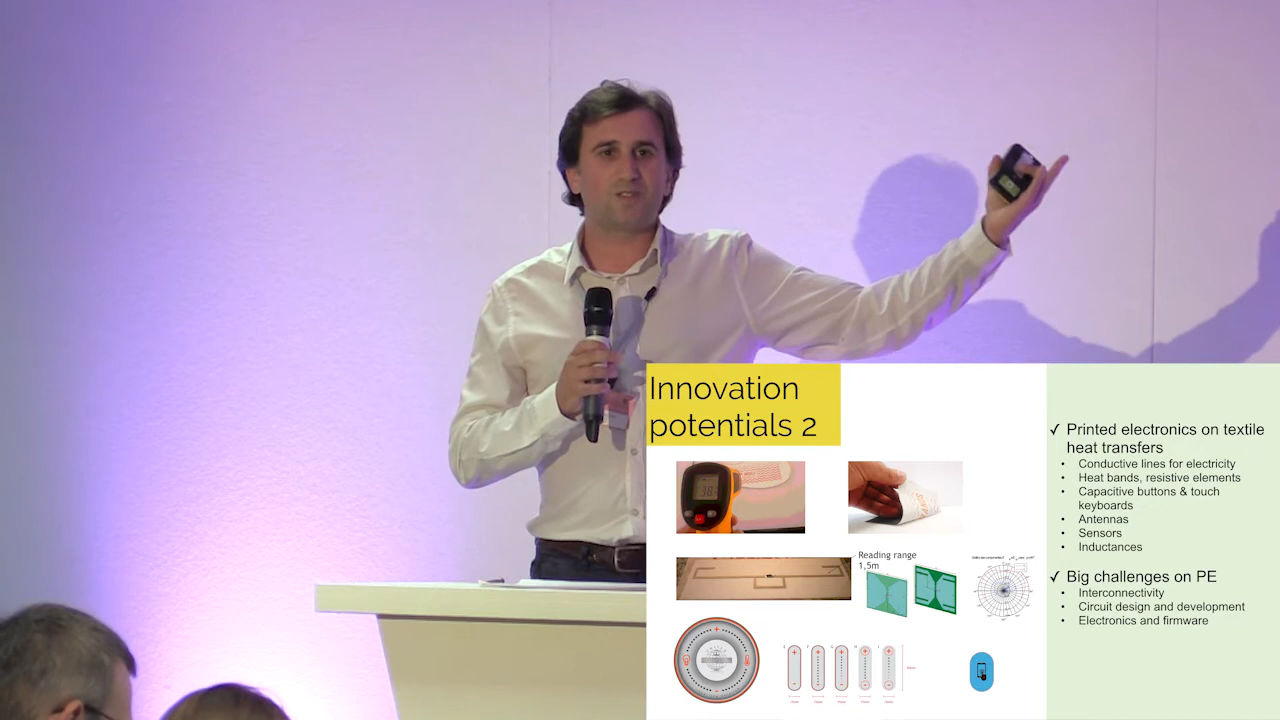 Innovation
potentials 2
Reading range
1,5m
✓ Printed electronics on textile
heat transfers
• Conductive lines for electricity
• Heat bands, resistive elements
• Capacitive buttons & touch
keyboards
• Antennas
• Sensors
• Inductances
✓ Big challenges on PE
• Interconnectivity
• Circuit design and development
• Electronics and firmware